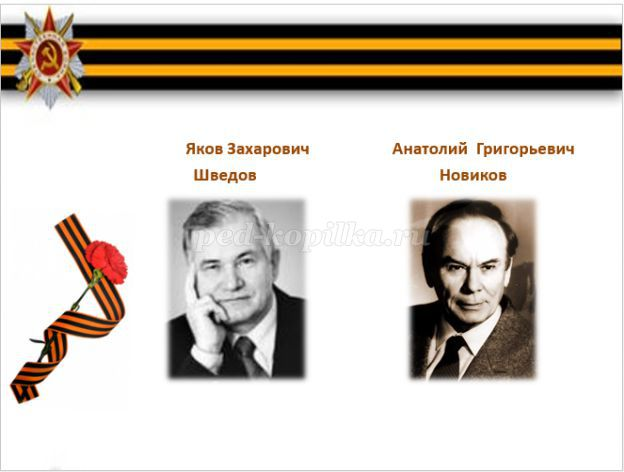 Яков Захарович
Шведов
Анатолий Григорьевич
Новиков
ped-kopilka.ru